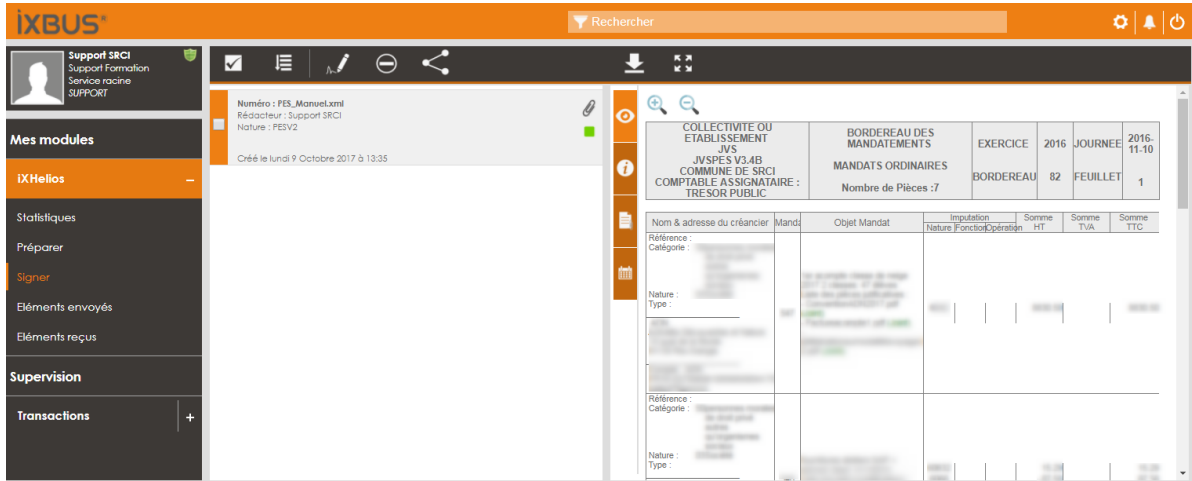 iXBUS
Rechercher
Support SRCI
Support Formation
Service racine
SUPPORT
Mes modules
iXHelios –
Statistiques
Préparer
Signer
Eléments envoyés
Eléments reçus
Supervision
Transactions +
Numéro : PES_Manuel.xml
Rédacteur : Support SRCI
Nature : PESV2
Créé le lundi 9 Octobre 2017 à 13:35
COLLECTIVITE OU
ETABLISSEMENT
JVS
JVSPES V3.4B
COMMUNE DE SRCI
COMPTABLE ASSIGNATAIRE :
TRESOR PUBLIC
BORDEREAU DES
MANDATEMENTS
MANDATS ORDINAIRES
Nombre de Pièces :7
EXERCICE 2016 JOURNEE 2016-
11-10
BORDEREAU 82 FEUILLET 1
Nom & adresse du créancier Manda Objet Mandat Imputation Somme Somme Somme
Nature Fonction Opération HT TVA TTC
Référence :
Catégorie :
Nature :
Type :
Référence :
Catégorie :
Nature :
Type :